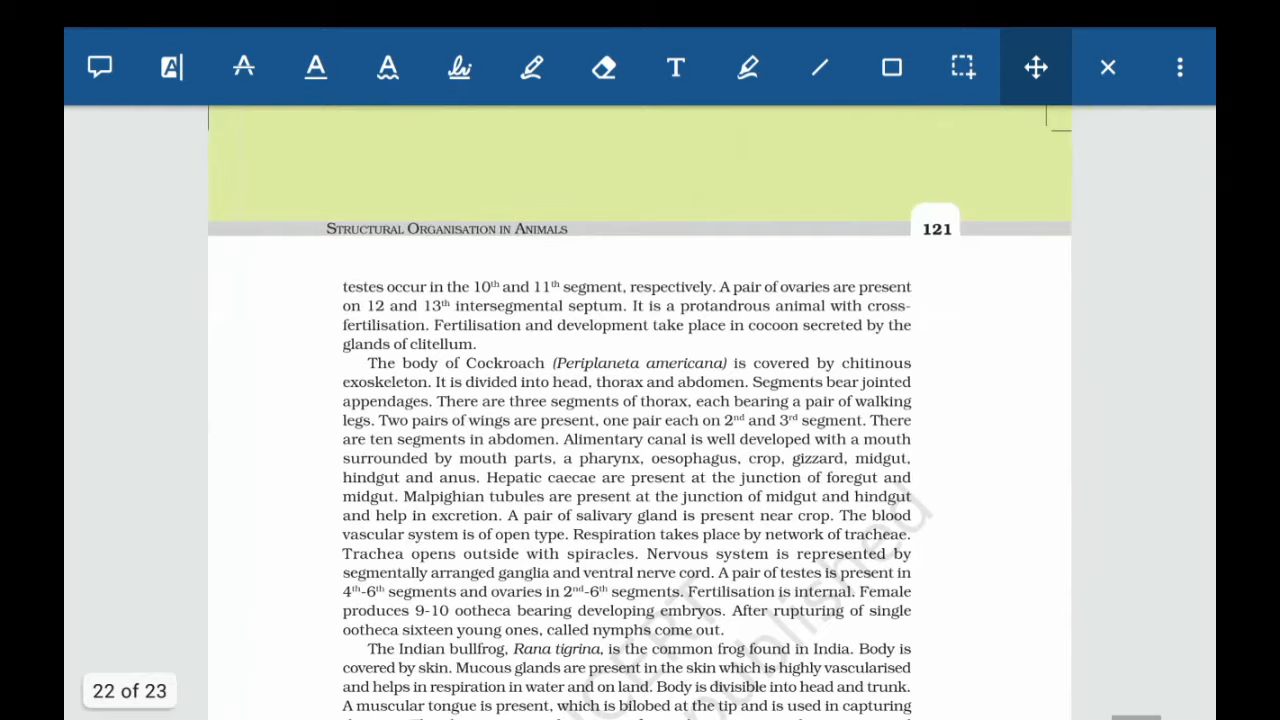 A A A A T
STRUCTURAL ORGANISATION IN ANIMALS 121
testes occur in the 10th and 11th segment, respectively. A pair of ovaries are present
on 12 and 13th intersegmental septum. It is a protandrous animal with cross-
fertilisation. Fertilisation and development take place in cocoon secreted by the
glands of clitellum.
The body of Cockroach (Periplaneta americana) is covered by chitinous
exoskeleton. It is divided into head, thorax and abdomen. Segments bear jointed
appendages. There are three segments of thorax, each bearing a pair of walking
legs. Two pairs of wings are present, one pair each on 2nd and 3rd segment. There
are ten segments in abdomen. Alimentary canal is well developed with a mouth
surrounded by mouth parts, a pharynx, oesophagus, crop, gizzard, midgut,
hindgut and anus. Hepatic caecae are present at the junction of foregut and
midgut. Malpighian tubules are present at the junction of midgut and hindgut
and help in excretion. A pair of salivary gland is present near crop. The blood
vascular system is of open type. Respiration takes place by network of tracheae.
Trachea opens outside with spiracles. Nervous system is represented by
segmentally arranged ganglia and ventral nerve cord. A pair of testes is present in
4th-6th segments and ovaries in 2nd-6th segments. Fertilisation is internal. Female
produces 9-10 ootheca bearing developing embryos. After rupturing of single
ootheca sixteen young ones, called nymphs come out.
The Indian bullfrog, Rana tigrina, is the common frog found in India. Body is
covered by skin. Mucous glands are present in the skin which is highly vascularised
and helps in respiration in water and on land. Body is divisible into head and trunk.
A muscular tongue is present, which is bilobed at the tip and is used in capturing
22 of 23
published